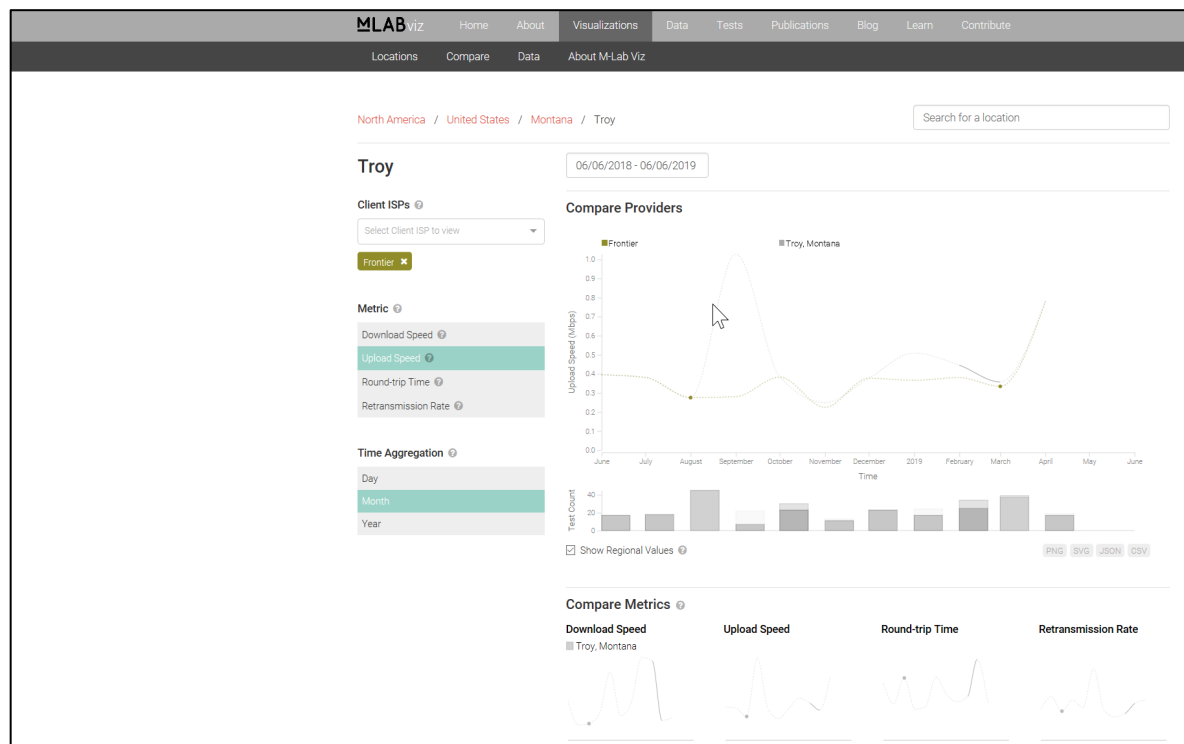 MLABviz Home About Visualizations Data Tests Publications Blog Learn Contribute
Locations Compare Data About M-Lab Viz
North America / United States / Montana / Troy
Search for a location
Troy
06/06/2018 - 06/06/2019
Client ISPs ?
Select Client ISP to view
Frontier ✖
Metric ?
Download Speed ?
Upload Speed ?
Round-trip Time ?
Retransmission Rate ?
Time Aggregation ?
Day
Month
Year
Compare Providers
Frontier Troy, Montana
Upload Speed (Mbps)
1.0
0.9
0.8
0.7
0.6
0.5
0.4
0.3
0.2
0.1
0.0
June July August September October November December 2019 February March April May June
Time
Test Count
40
20
0
Show Regional Values ?
PNG SVG JSON CSV
Compare Metrics ?
Download Speed Upload Speed Round-trip Time Retransmission Rate
Troy, Montana